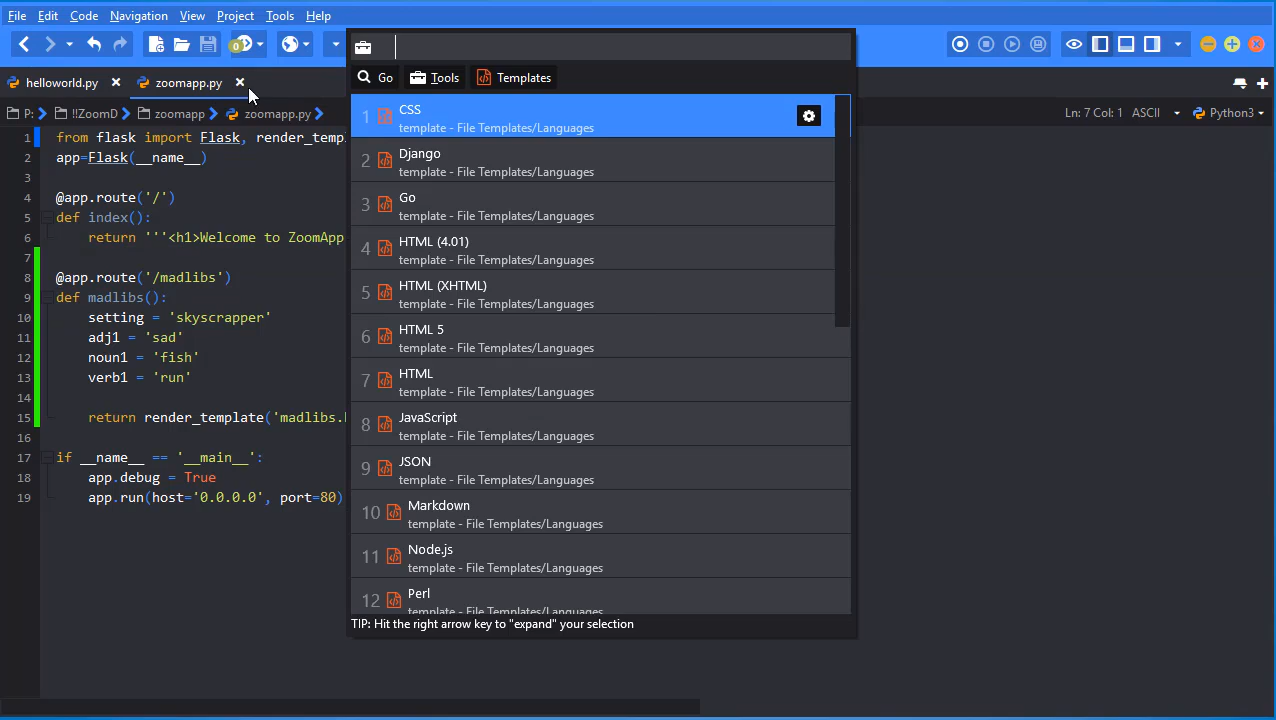 File Edit Code Navigation View Project Tools Help
0
helloworld.py zoomapp.py
Go Tools Templates
P: !!ZoomD zoomapp zoomapp.py
Ln: 7 Col: 1 ASCII Python3
1 from flask import Flask, render_templ
2 app=Flask(__name__)
3
4 @app.route('/')
5 def index():
6 return '''<h1>Welcome to ZoomApp
7
8 @app.route('/madlibs')
9 def madlibs():
10 setting = 'skyscrapper'
11 adj1 = 'sad'
12 noun1 = 'fish'
13 verb1 = 'run'
14
15 return render_template('madlibs.h
16
17 if __name__ == '__main__':
18 app.debug = True
19 app.run(host='0.0.0.0', port=80)
1 CSS
template - File Templates/Languages
2 Django
template - File Templates/Languages
3 Go
template - File Templates/Languages
4 HTML (4.01)
template - File Templates/Languages
5 HTML (XHTML)
template - File Templates/Languages
6 HTML 5
template - File Templates/Languages
7 HTML
template - File Templates/Languages
8 JavaScript
template - File Templates/Languages
9 JSON
template - File Templates/Languages
10 Markdown
template - File Templates/Languages
11 Node.js
template - File Templates/Languages
12 Perl
template - File Templates/Languages
TIP: Hit the right arrow key to "expand" your selection